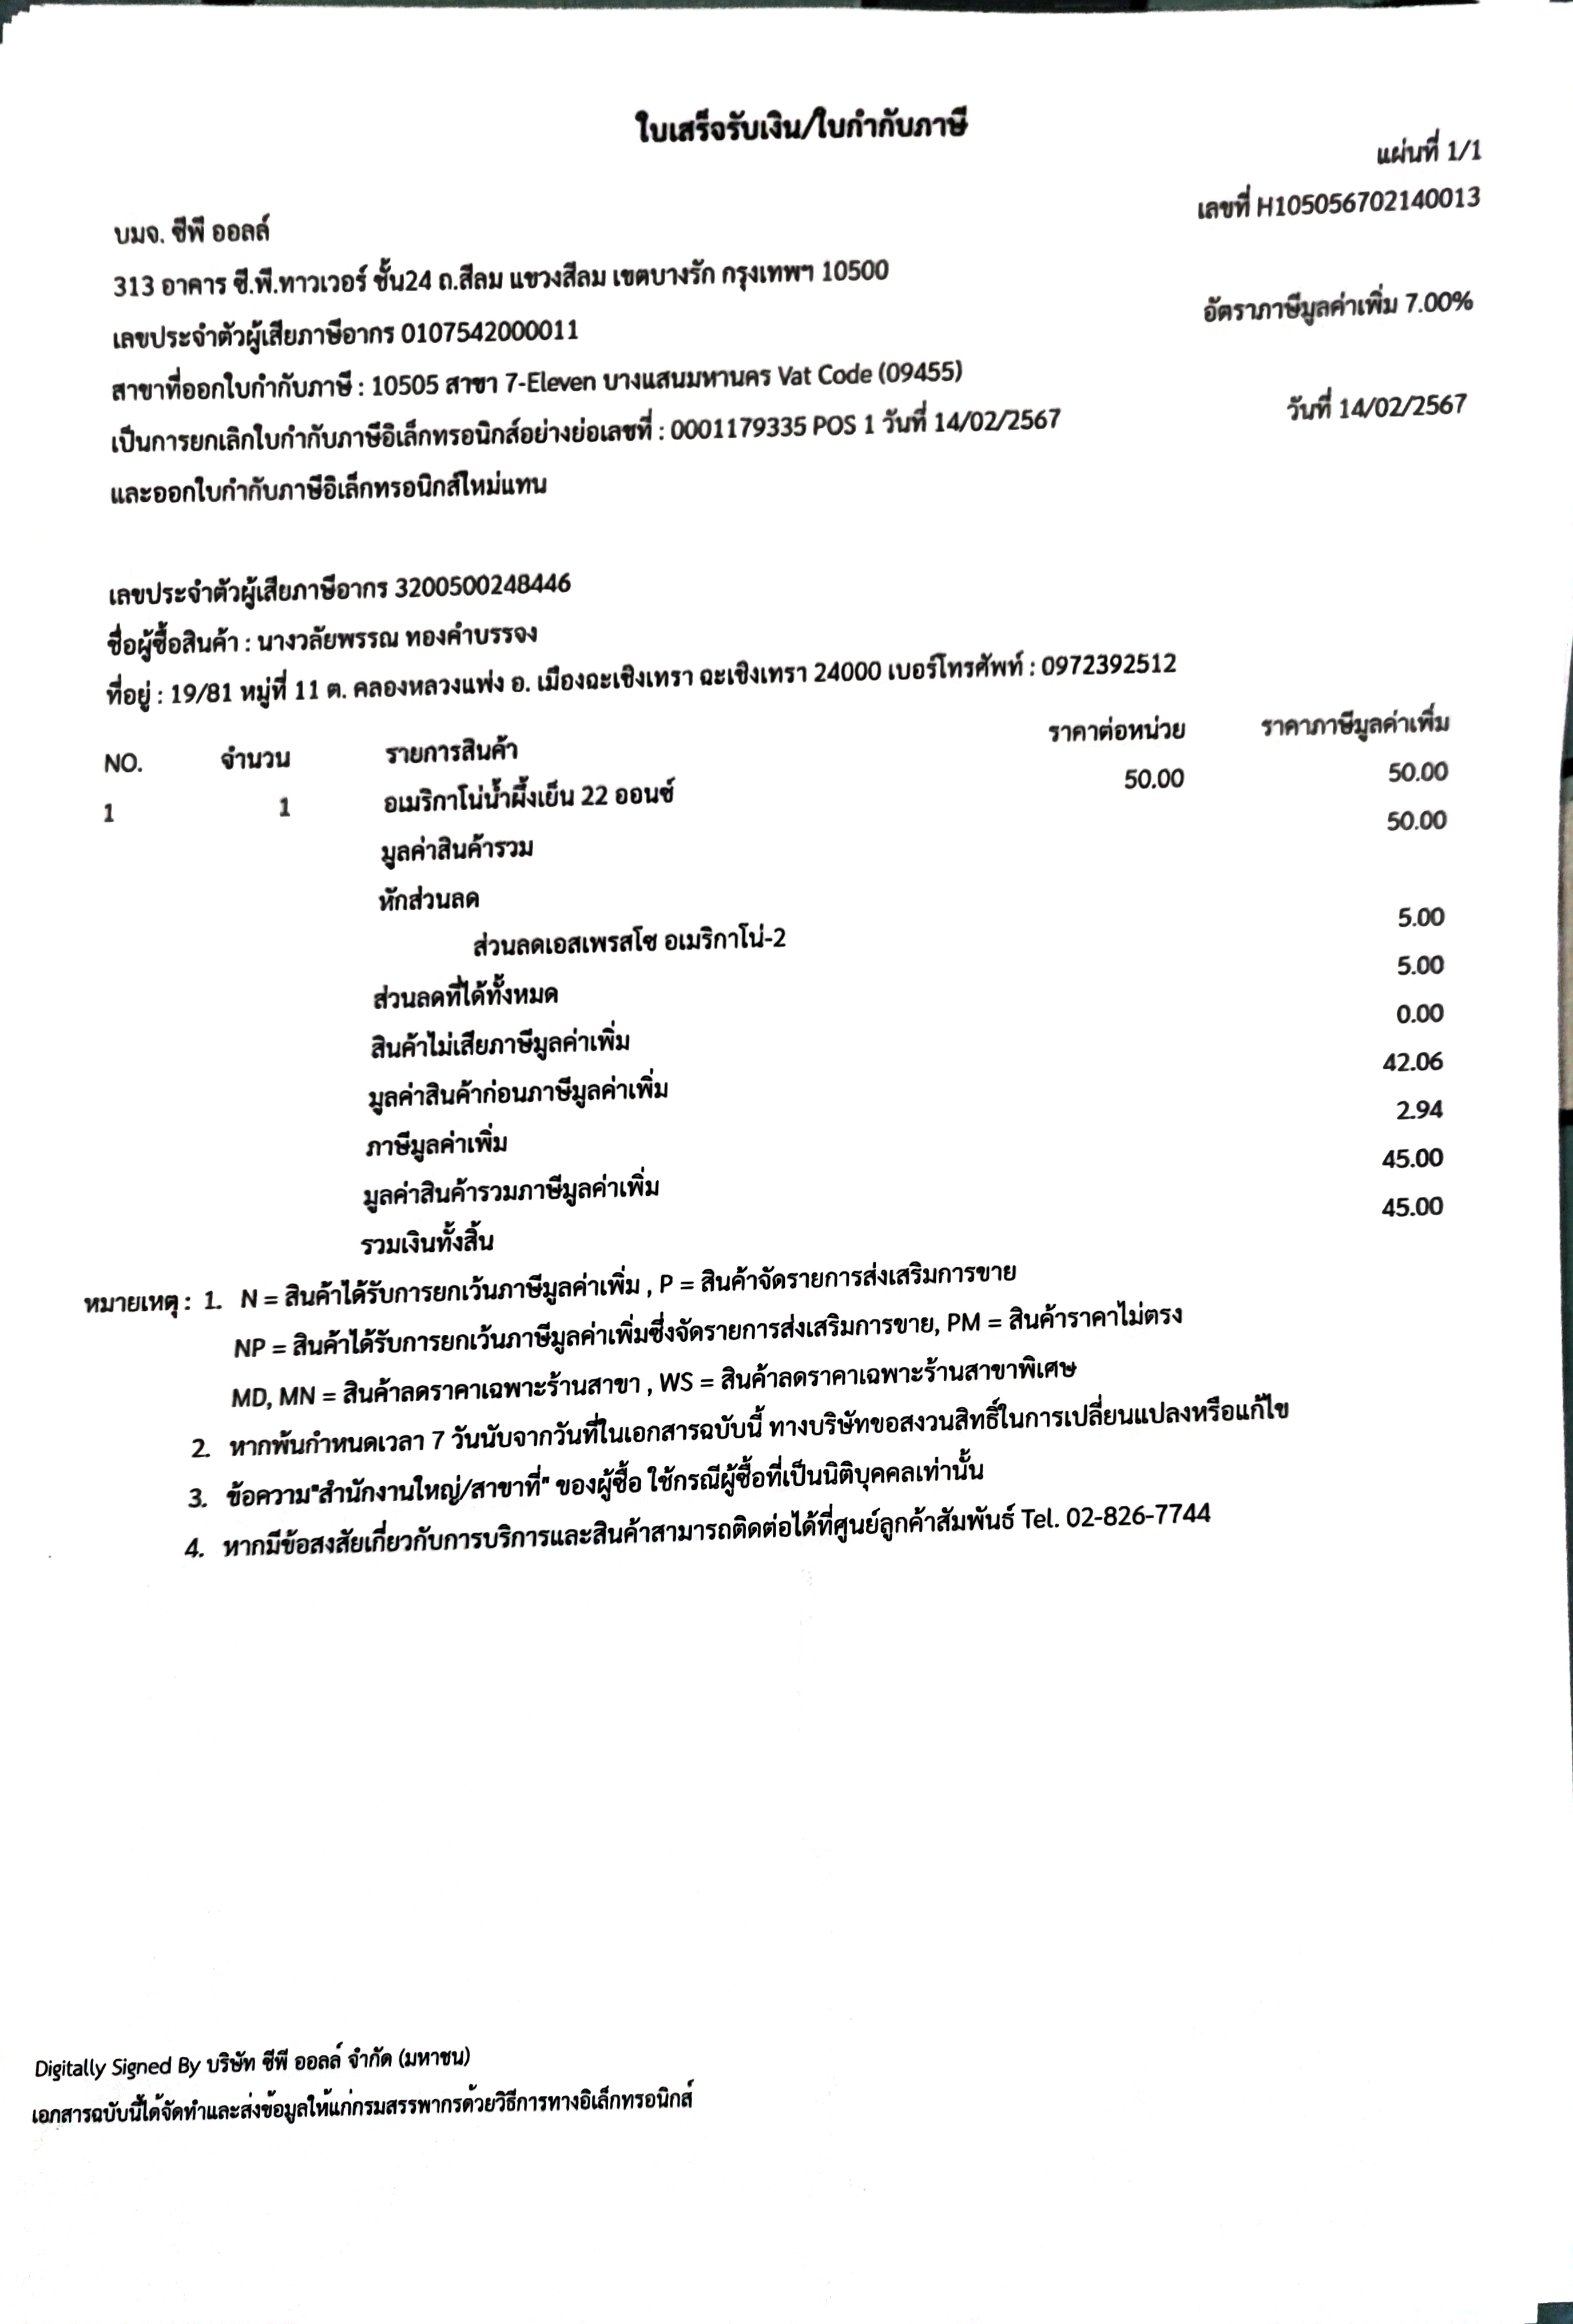 ใบเสร็จรับเงิน/ใบกำกับภาษี
แผ่นที่ 1/1
เลขที่ H105056702140013
บมจ. ซีพี ออลล์
313 อาคาร ซี.พี.ทาวเวอร์ ชั้น24 ถ.สีลม แขวงสีลม เขตบางรัก กรุงเทพฯ 10500
อัตราภาษีมูลค่าเพิ่ม 7.00%
เลขประจำตัวผู้เสียภาษีอากร 0107542000011
สาขาที่ออกใบกำกับภาษี : 10505 สาขา 7-Eleven บางแสนมหานคร Vat Code (09455)
เป็นการยกเลิกใบกำกับภาษีอิเล็กทรอนิกส์อย่างย่อเลขที่ : 0001179335 POS 1 วันที่ 14/02/2567 วันที่ 14/02/2567
และออกใบกำกับภาษีอิเล็กทรอนิกส์ใหม่แทน
เลขประจำตัวผู้เสียภาษีอากร 3200500248446
ชื่อผู้ซื้อสินค้า : นางวลัยพรรณ ทองคำบรรจง
ที่อยู่ : 19/81 หมู่ที่ 11 ต. คลองหลวงแพ่ง อ. เมืองฉะเชิงเทรา ฉะเชิงเทรา 24000 เบอร์โทรศัพท์ : 0972392512
NO. จำนวน รายการสินค้า ราคาต่อหน่วย ราคาภาษีมูลค่าเพิ่ม
1 1 อเมริกาโน่น้ำผึ้งเย็น 22 ออนซ์ 50.00 50.00
มูลค่าสินค้ารวม 50.00
หักส่วนลด
ส่วนลดเอสเพรสโซ อเมริกาโน่-2 5.00
ส่วนลดที่ได้ทั้งหมด 5.00
สินค้าไม่เสียภาษีมูลค่าเพิ่ม 0.00
มูลค่าสินค้าก่อนภาษีมูลค่าเพิ่ม 42.06
ภาษีมูลค่าเพิ่ม 2.94
มูลค่าสินค้ารวมภาษีมูลค่าเพิ่ม 45.00
รวมเงินทั้งสิ้น 45.00
หมายเหตุ : 1. N = สินค้าได้รับการยกเว้นภาษีมูลค่าเพิ่ม , P = สินค้าจัดรายการส่งเสริมการขาย
NP = สินค้าได้รับการยกเว้นภาษีมูลค่าเพิ่มซึ่งจัดรายการส่งเสริมการขาย, PM = สินค้าราคาไม่ตรง
MD, MN = สินค้าลดราคาเฉพาะร้านสาขา , WS = สินค้าลดราคาเฉพาะร้านสาขาพิเศษ
2. หากพ้นกำหนดเวลา 7 วันนับจากวันที่ในเอกสารฉบับนี้ ทางบริษัทขอสงวนสิทธิ์ในการเปลี่ยนแปลงหรือแก้ไข
3. ข้อความ"สำนักงานใหญ่/สาขาที่" ของผู้ซื้อ ใช้กรณีผู้ซื้อที่เป็นนิติบุคคลเท่านั้น
4. หากมีข้อสงสัยเกี่ยวกับการบริการและสินค้าสามารถติดต่อได้ที่ศูนย์ลูกค้าสัมพันธ์ Tel. 02-826-7744
Digitally Signed By บริษัท ซีพี ออลล์ จำกัด (มหาชน)
เอกสารฉบับนี้ได้จัดทำและส่งข้อมูลให้แก่กรมสรรพากรด้วยวิธีการทางอิเล็กทรอนิกส์